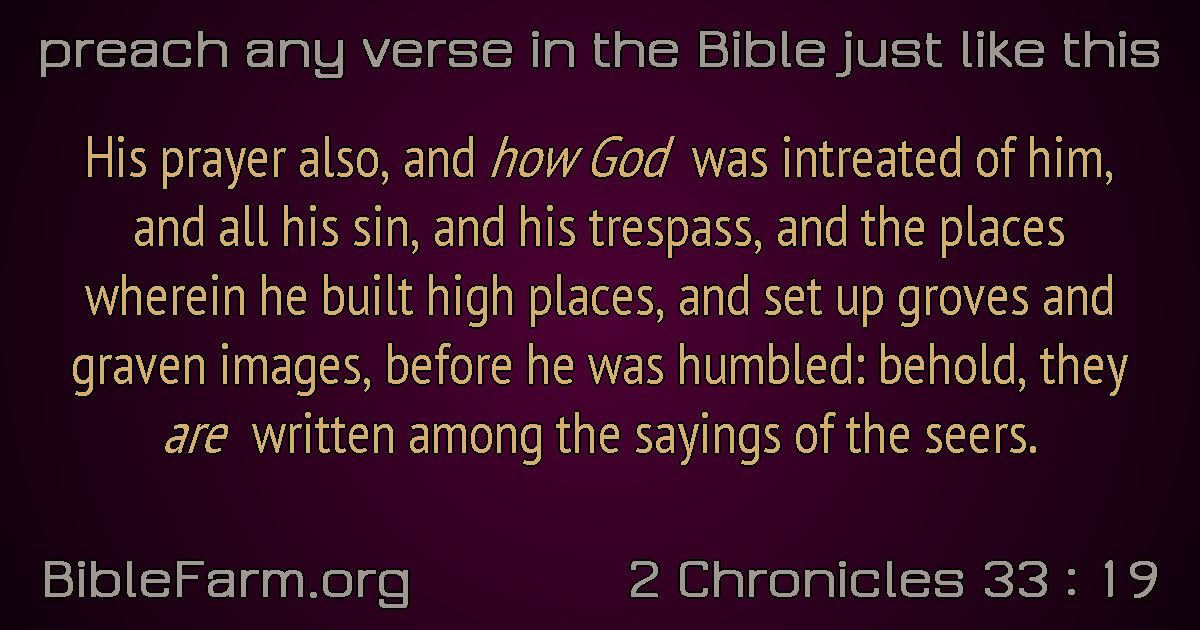 preach any verse in the Bible just like this
His prayer also, and how God was intreated of him,
and all his sin, and his trespass, and the places
wherein he built high places, and set up groves and
graven images, before he was humbled: behold, they
are written among the sayings of the seers.
BibleFarm.org
2 Chronicles 33 : 19